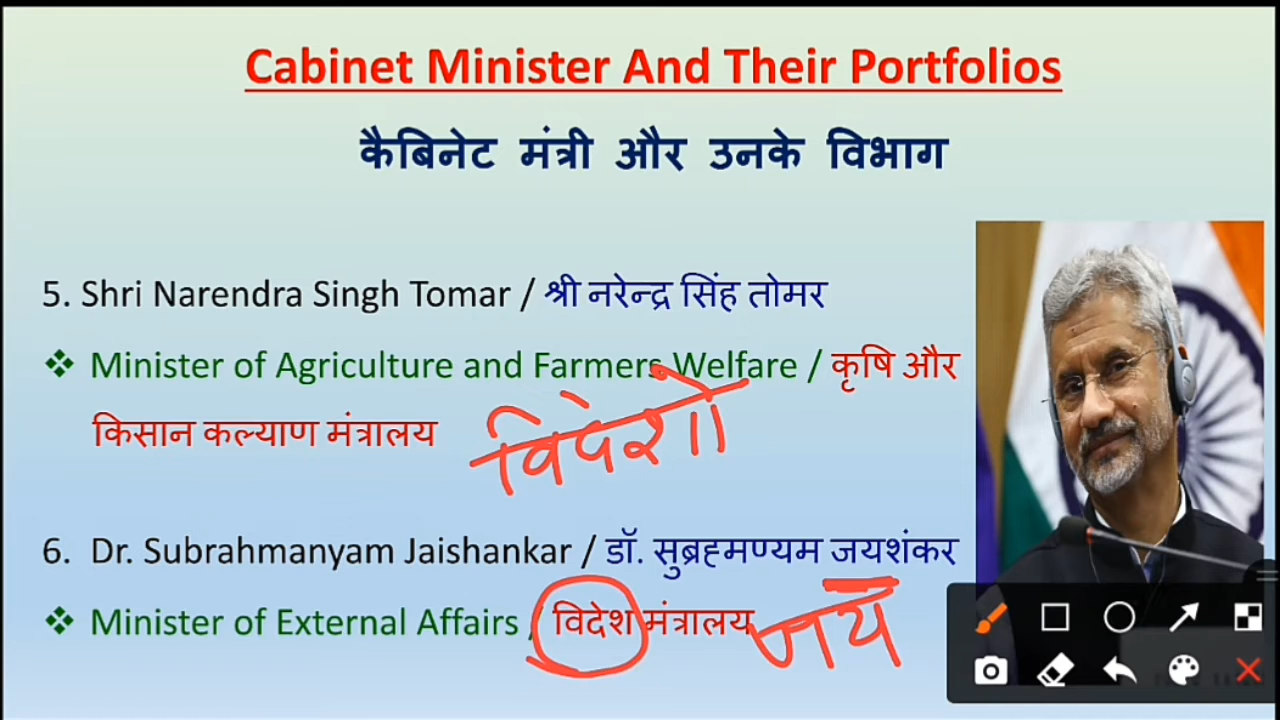 Cabinet Minister And Their Portfolios
कैबिनेट मंत्री और उनके विभाग
5. Shri Narendra Singh Tomar / श्री नरेन्द्र सिंह तोमर
❖ Minister of Agriculture and Farmers Welfare / कृषि और
किसान कल्याण मंत्रालय
विदेशो
6. Dr. Subrahmanyam Jaishankar / डॉ. सुब्रह्मण्यम जयशंकर
❖ Minister of External Affairs / विदेश मंत्रालय
जय